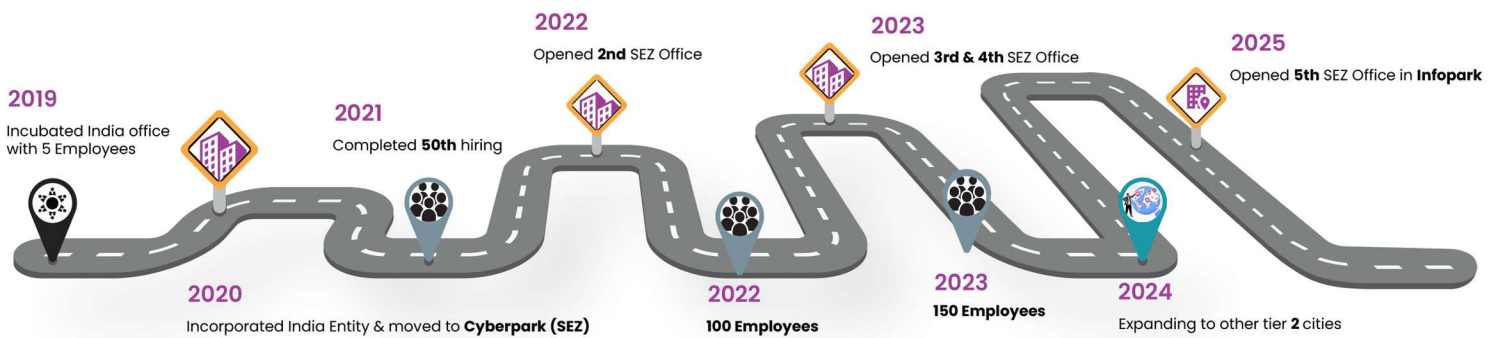 2019
Incubated India office
with 5 Employees
2020
Incorporated India Entity & moved to Cyberpark (SEZ)
2021
Completed 50th hiring
2022
Opened 2nd SEZ Office
2022
100 Employees
2023
Opened 3rd & 4th SEZ Office
2023
150 Employees
2024
Expanding to other tier 2 cities
2025
Opened 5th SEZ Office in Infopark